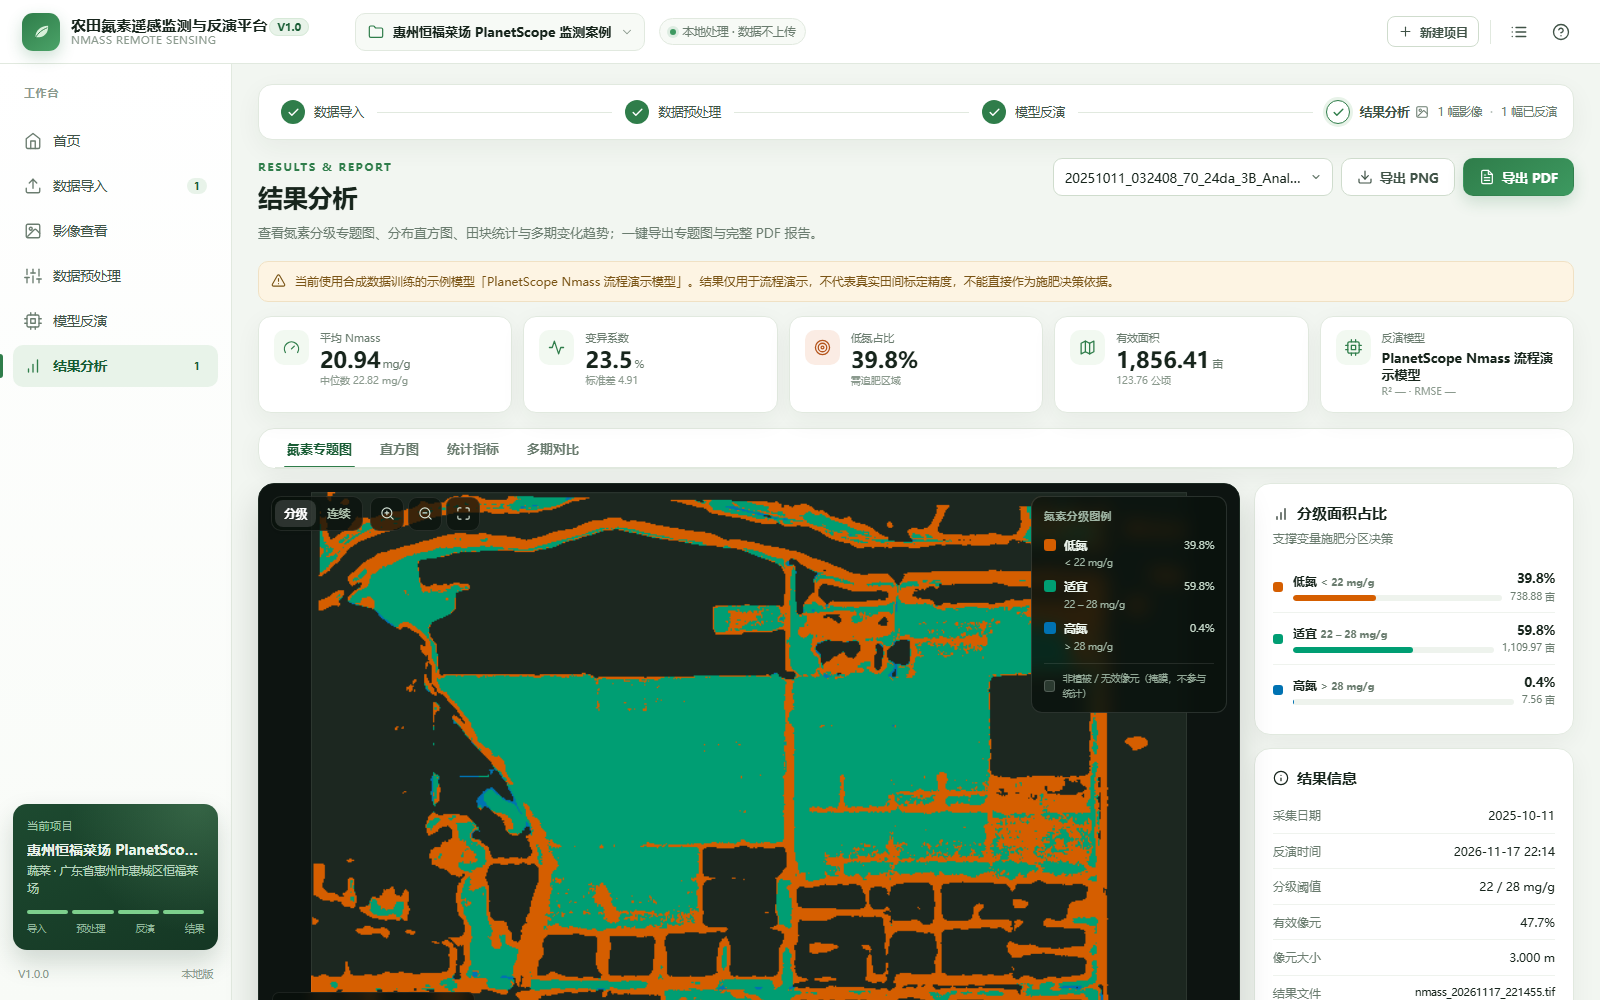 农田氮素遥感监测与反演平台 V1.0
NMASS REMOTE SENSING
惠州恒福菜场 PlanetScope 监测案例
本地处理 · 数据不上传
新建项目
工作台
首页
数据导入 1
影像查看
数据预处理
模型反演
结果分析 1
当前项目
惠州恒福菜场 PlanetSco...
蔬菜 · 广东省惠州市惠城区恒福菜
场
导入 预处理 反演 结果
V1.0.0 本地版
数据导入 数据预处理 模型反演 结果分析 1 幅影像 · 1 幅已反演
RESULTS & REPORT
结果分析
查看氮素分级专题图、分布直方图、田块统计与多期变化趋势；一键导出专题图与完整 PDF 报告。
20251011_032408_70_24da_3B_Anal...
导出 PNG
导出 PDF
当前使用合成数据训练的示例模型「PlanetScope Nmass 流程演示模型」。结果仅用于流程演示，不代表真实田间标定精度，不能直接作为施肥决策依据。
平均 Nmass
20.94 mg/g
中位数 22.82 mg/g
变异系数
23.5 %
标准差 4.91
低氮占比
39.8%
需追肥区域
有效面积
1,856.41 亩
123.76 公顷
反演模型
PlanetScope Nmass 流程演
示模型
R² — · RMSE —
氮素专题图 直方图 统计指标 多期对比
分级 连续
氮素分级图例
低氮 39.8%
< 22 mg/g
适宜 59.8%
22 – 28 mg/g
高氮 0.4%
> 28 mg/g
非植被 / 无效像元（掩膜，不参与
统计）
分级面积占比
支撑变量施肥分区决策
低氮 < 22 mg/g 39.8%
738.88 亩
适宜 22 – 28 mg/g 59.8%
1,109.97 亩
高氮 > 28 mg/g 0.4%
7.56 亩
结果信息
采集日期 2025-10-11
反演时间 2026-11-17 22:14
分级阈值 22 / 28 mg/g
有效像元 47.7%
像元大小 3.000 m
结果文件 nmass_20261117_221455.tif